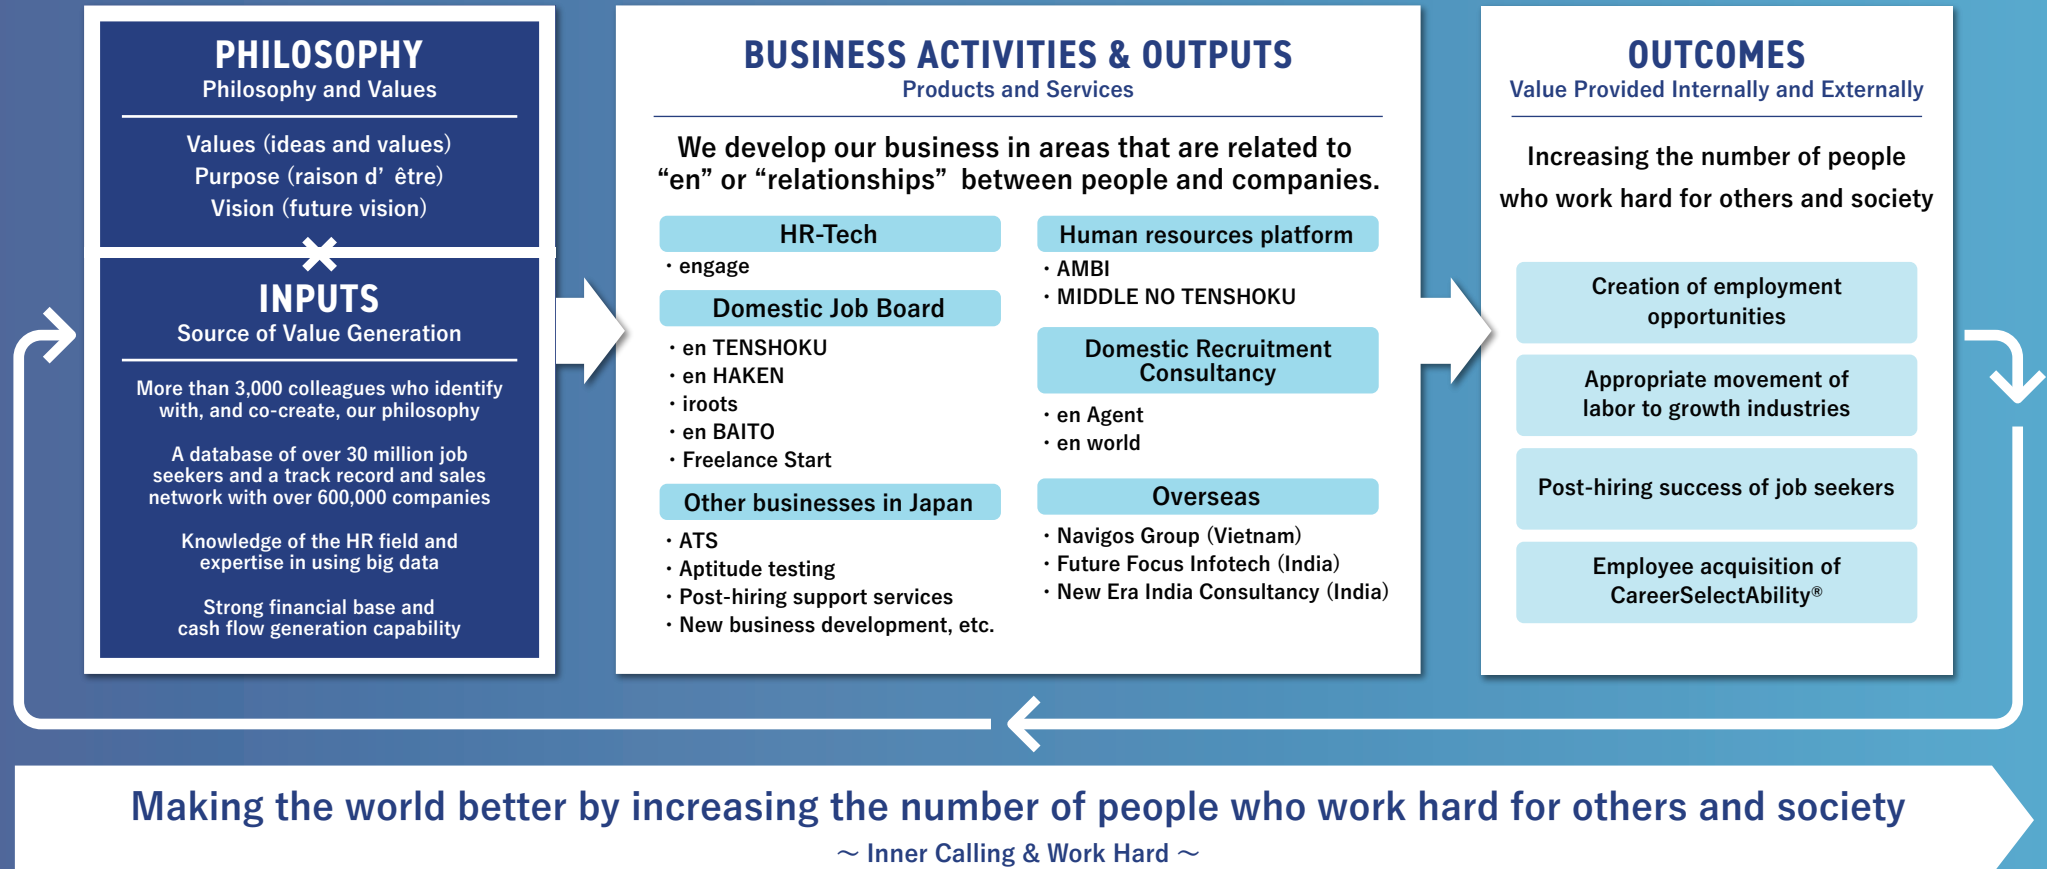 PHILOSOPHY
Philosophy and Values
Values (ideas and values)
Purpose (raison d’ être)
Vision (future vision)
×
INPUTS
Source of Value Generation
More than 3,000 colleagues who identify
with, and co-create, our philosophy
A database of over 30 million job
seekers and a track record and sales
network with over 600,000 companies
Knowledge of the HR field and
expertise in using big data
Strong financial base and
cash flow generation capability
BUSINESS ACTIVITIES & OUTPUTS
Products and Services
We develop our business in areas that are related to
“en” or “relationships” between people and companies.
HR-Tech
・engage
Domestic Job Board
・en TENSHOKU
・en HAKEN
・iroots
・en BAITO
・Freelance Start
Other businesses in Japan
・ATS
・Aptitude testing
・Post-hiring support services
・New business development, etc.
Human resources platform
・AMBI
・MIDDLE NO TENSHOKU
Domestic Recruitment
Consultancy
・en Agent
・en world
Overseas
・Navigos Group (Vietnam)
・Future Focus Infotech (India)
・New Era India Consultancy (India)
OUTCOMES
Value Provided Internally and Externally
Increasing the number of people
who work hard for others and society
Creation of employment
opportunities
Appropriate movement of
labor to growth industries
Post-hiring success of job seekers
Employee acquisition of
CareerSelectAbility®
Making the world better by increasing the number of people who work hard for others and society
～ Inner Calling & Work Hard ～